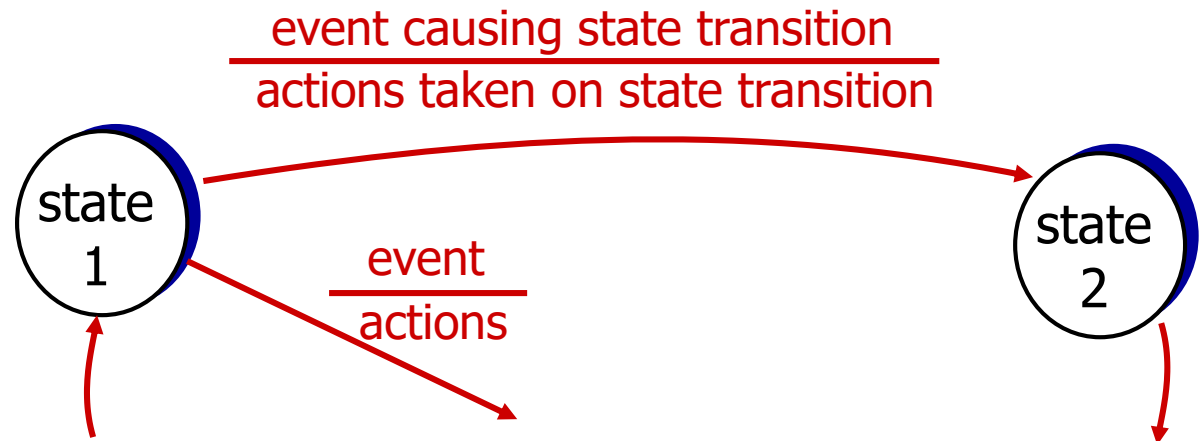 event causing state transition
actions taken on state transition
state
1
state
2
event
actions